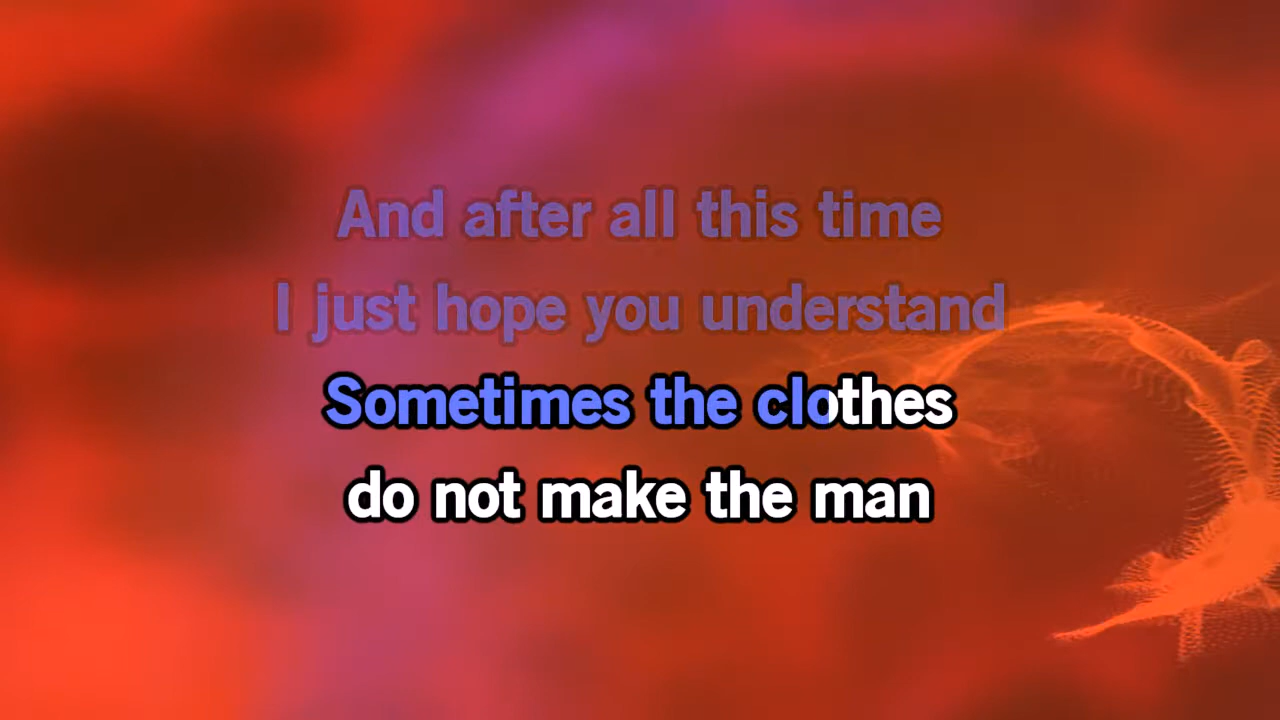 And after all this time
I just hope you understand
Sometimes the clothes
do not make the man